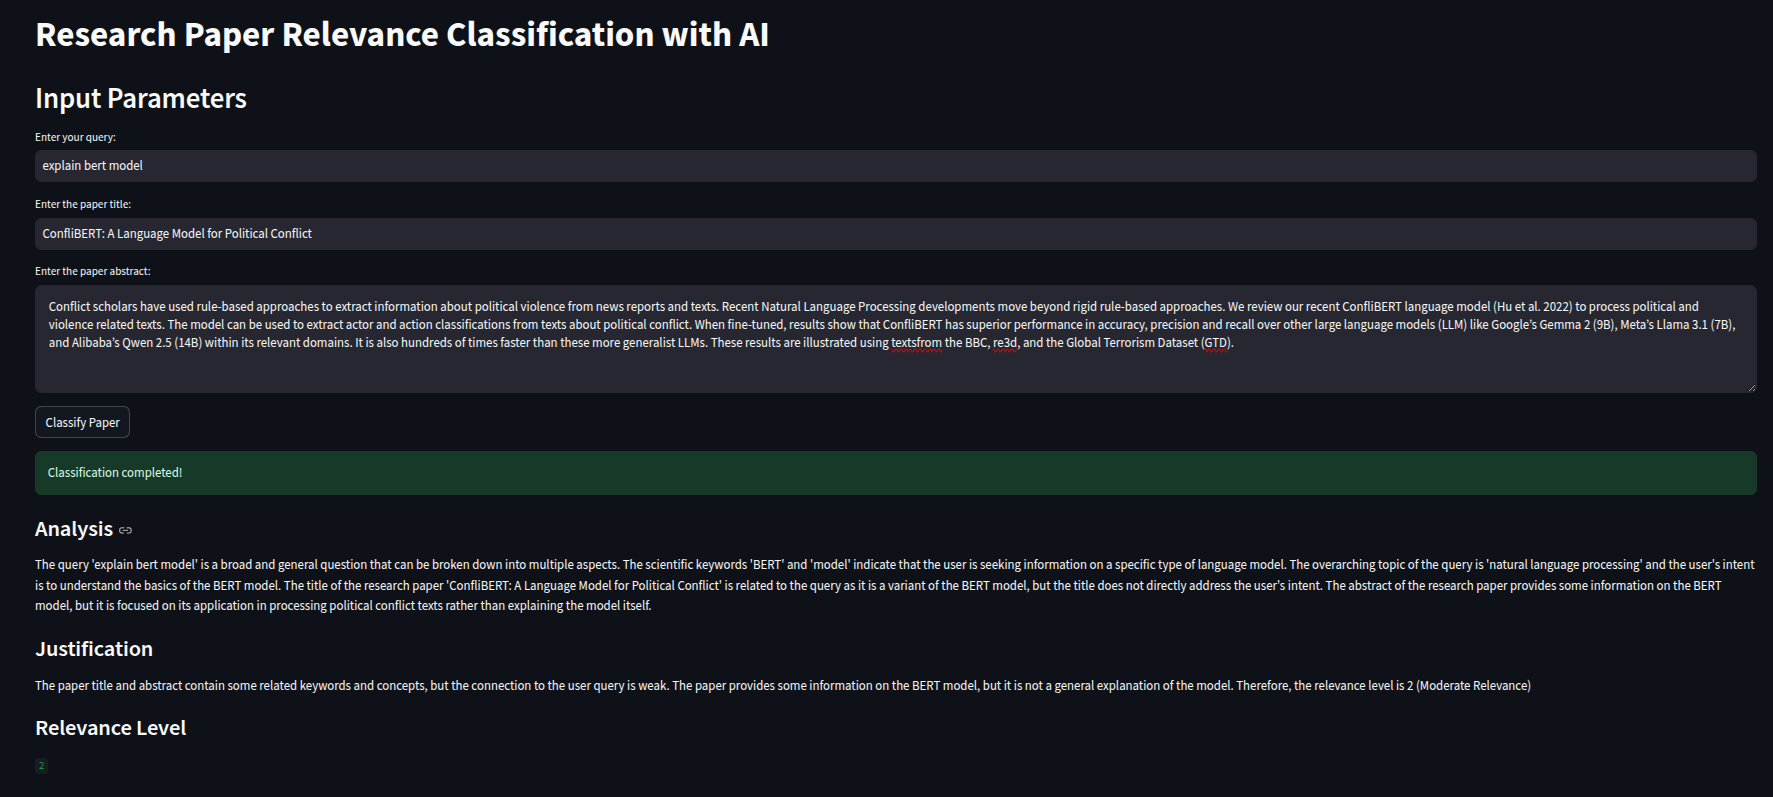 Research Paper Relevance Classification with AI
Input Parameters
Enter your query:
explain bert model
Enter the paper title:
ConfliBERT: A Language Model for Political Conflict
Enter the paper abstract:
Conflict scholars have used rule-based approaches to extract information about political violence from news reports and texts. Recent Natural Language Processing developments move beyond rigid rule-based approaches. We review our recent ConfliBERT language model (Hu et al. 2022) to process political and
violence related texts. The model can be used to extract actor and action classifications from texts about political conflict. When fine-tuned, results show that ConfliBERT has superior performance in accuracy, precision and recall over other large language models (LLM) like Google's Gemma 2 (9B), Meta's Llama 3.1 (7B),
and Alibaba's Qwen 2.5 (14B) within its relevant domains. It is also hundreds of times faster than these more generalist LLMs. These results are illustrated using textsfrom the BBC, re3d, and the Global Terrorism Dataset (GTD).
Classify Paper
Classification completed!
Analysis
The query 'explain bert model' is a broad and general question that can be broken down into multiple aspects. The scientific keywords 'BERT' and 'model' indicate that the user is seeking information on a specific type of language model. The overarching topic of the query is 'natural language processing' and the user's intent
is to understand the basics of the BERT model. The title of the research paper 'ConfliBERT: A Language Model for Political Conflict' is related to the query as it is a variant of the BERT model, but the title does not directly address the user's intent. The abstract of the research paper provides some information on the BERT
model, but it is focused on its application in processing political conflict texts rather than explaining the model itself.
Justification
The paper title and abstract contain some related keywords and concepts, but the connection to the user query is weak. The paper provides some information on the BERT model, but it is not a general explanation of the model. Therefore, the relevance level is 2 (Moderate Relevance)
Relevance Level
2